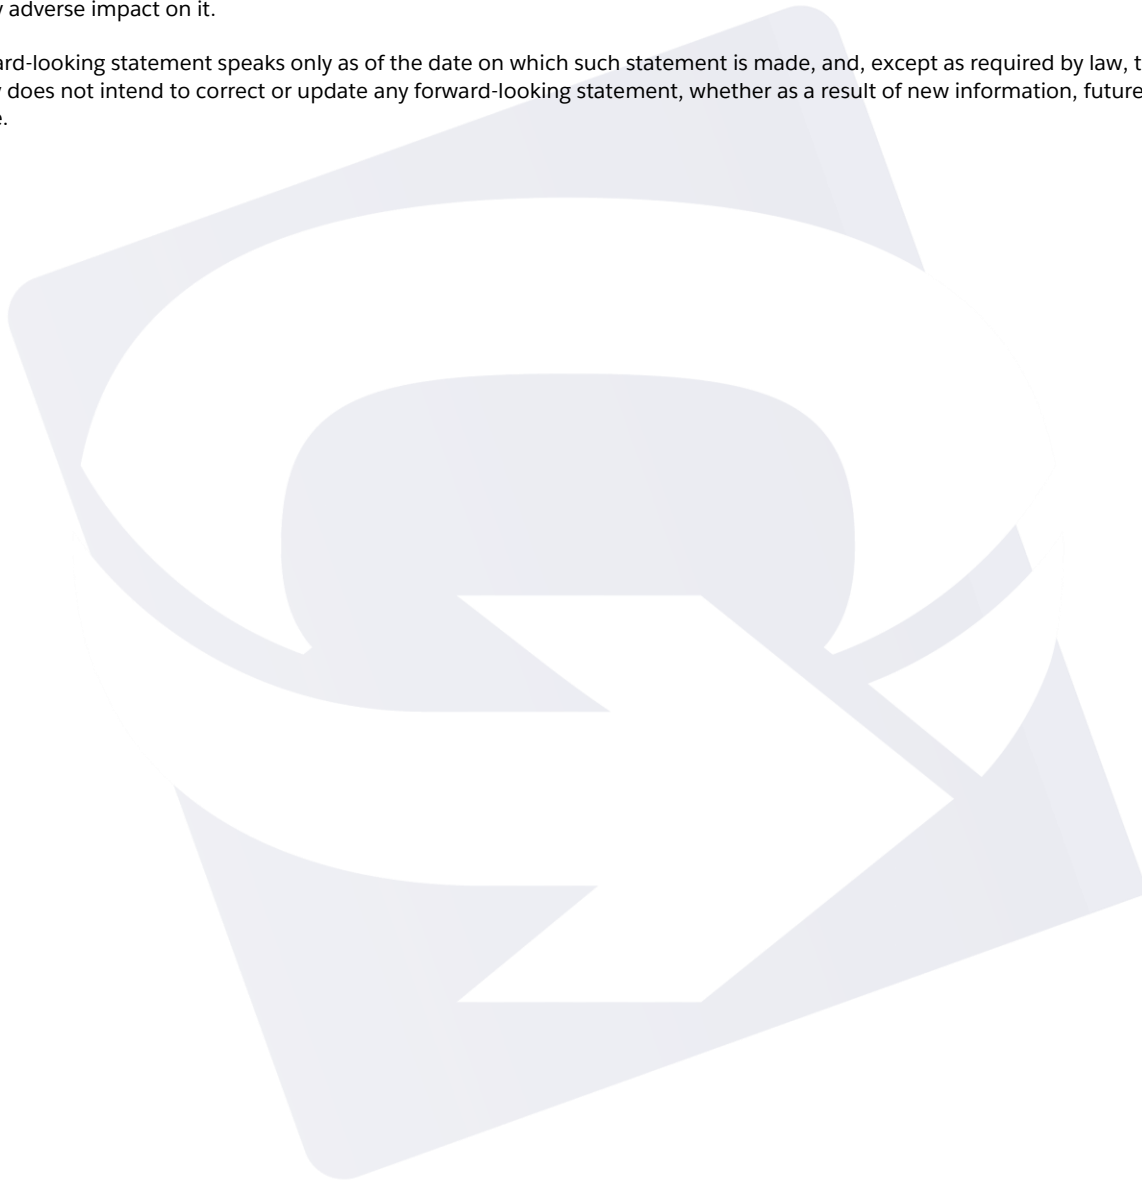 adverse impact on it.
ard-looking statement speaks only as of the date on which such statement is made, and, except as required by law, t
does not intend to correct or update any forward-looking statement, whether as a result of new information, future
e.